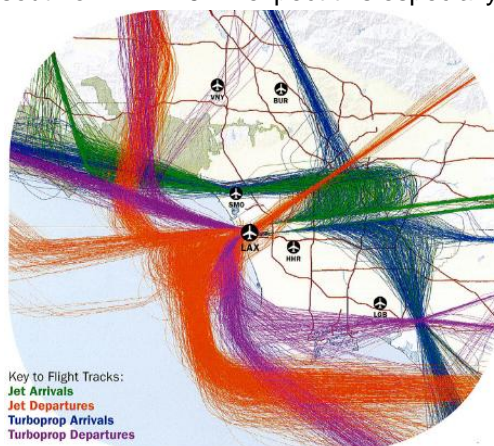 VNY
BUR
SMO
LAX
HHR
LGB
Key to Flight Tracks:
Jet Arrivals
Jet Departures
Turboprop Arrivals
Turboprop Departures